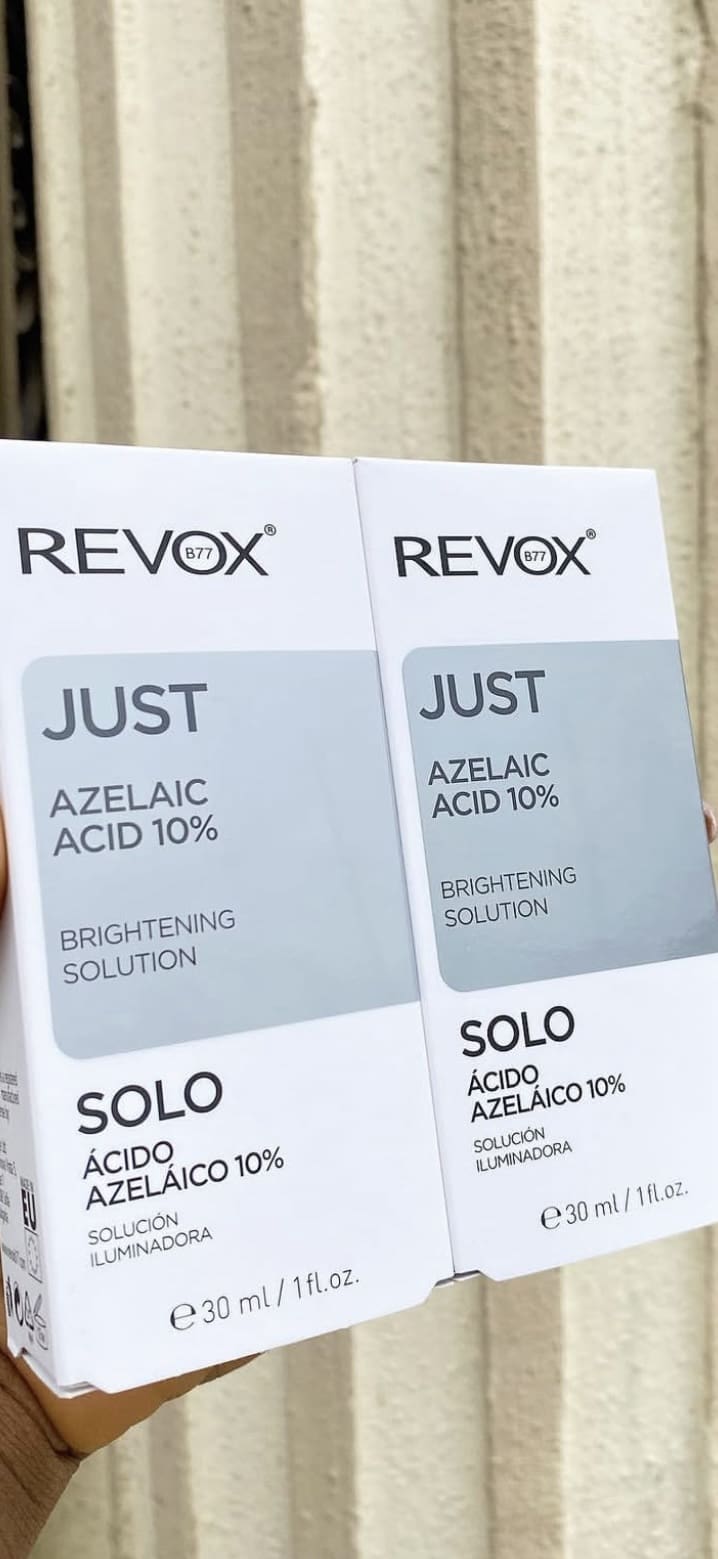 REVOX B77®
JUST
AZELAIC
ACID 10%
BRIGHTENING
SOLUTION
SOLO
ÁCIDO
AZELÁICO 10%
SOLUCIÓN
ILUMINADORA
℮ 30 ml / 1 fl.oz.
EU
REVOX B77®
JUST
AZELAIC
ACID 10%
BRIGHTENING
SOLUTION
SOLO
ÁCIDO
AZELÁICO 10%
SOLUCIÓN
ILUMINADORA
℮ 30 ml / 1 fl.oz.